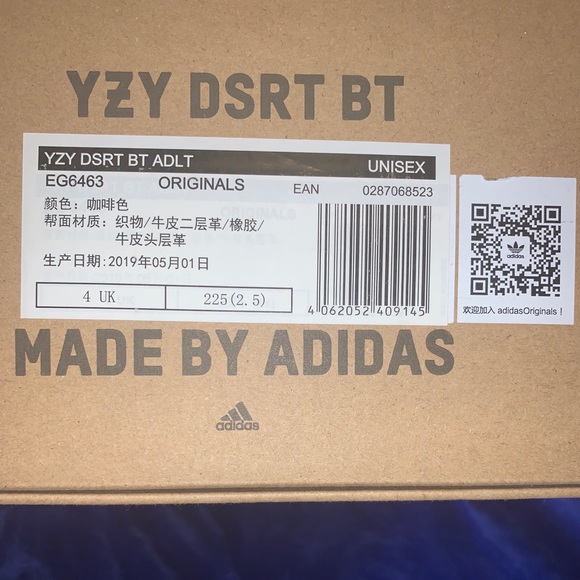 YZY DSRT BT
YZY DSRT BT ADLT UNISEX
EG6463 ORIGINALS EAN 0287068523
颜色：咖啡色
帮面材质：织物/牛皮二层革/橡胶/
牛皮头层革
生产日期:2019年05月01日
4 UK 225(2.5)
4 062052 409145
欢迎加入 adidasOriginals！
MADE BY ADIDAS
adidas